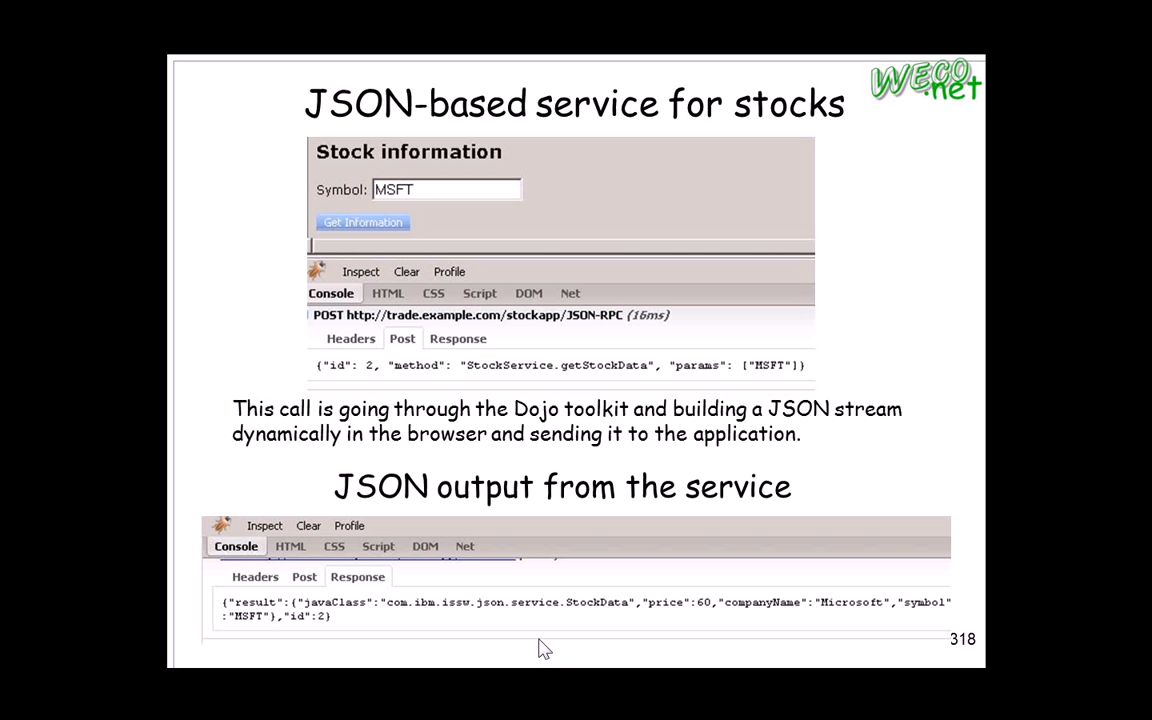 WECO
.net
JSON-based service for stocks
Stock information
Symbol: MSFT
Get Information
Inspect Clear Profile
Console HTML CSS Script DOM Net
POST http://trade.example.com/stockapp/JSON-RPC (16ms)
Headers Post Response
{"id": 2, "method": "StockService.getStockData", "params": ["MSFT"]}
This call is going through the Dojo toolkit and building a JSON stream
dynamically in the browser and sending it to the application.
JSON output from the service
Inspect Clear Profile
Console HTML CSS Script DOM Net
Headers Post Response
{"result":{"javaClass":"com.ibm.issw.json.service.StockData","price":60,"companyName":"Microsoft","symbol"
:"MSFT"},"id":2}
318